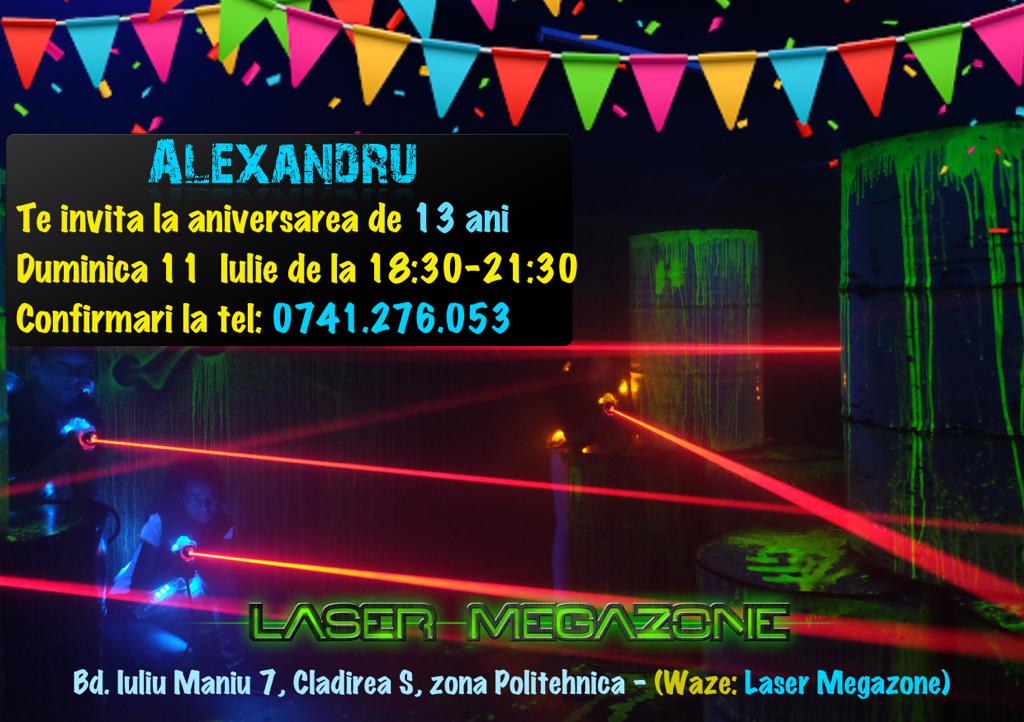 ALEXANDRU
Te invita la aniversarea de 13 ani
Duminica 11 Iulie de la 18:30-21:30
Confirmari la tel: 0741.276.053
LASER MEGAZONE
Bd. Iuliu Maniu 7, Cladirea S, zona Politehnica - (Waze: Laser Megazone)